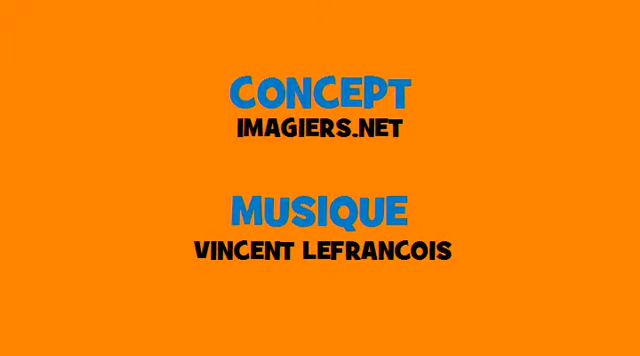 CONCEPT
IMAGIERS.NET
MUSIQUE
VINCENT LEFRANCOIS